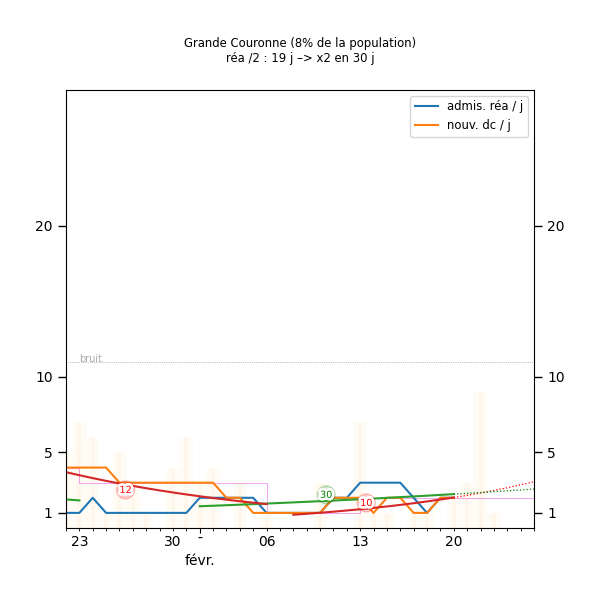 Grande Couronne (8% de la population)
réa /2 : 19 j –> x2 en 30 j
admis. réa / j
nouv. dc / j
20
20
bruit
10
10
5
5
12
30
10
1
1
23
30
-
06
13
20
févr.